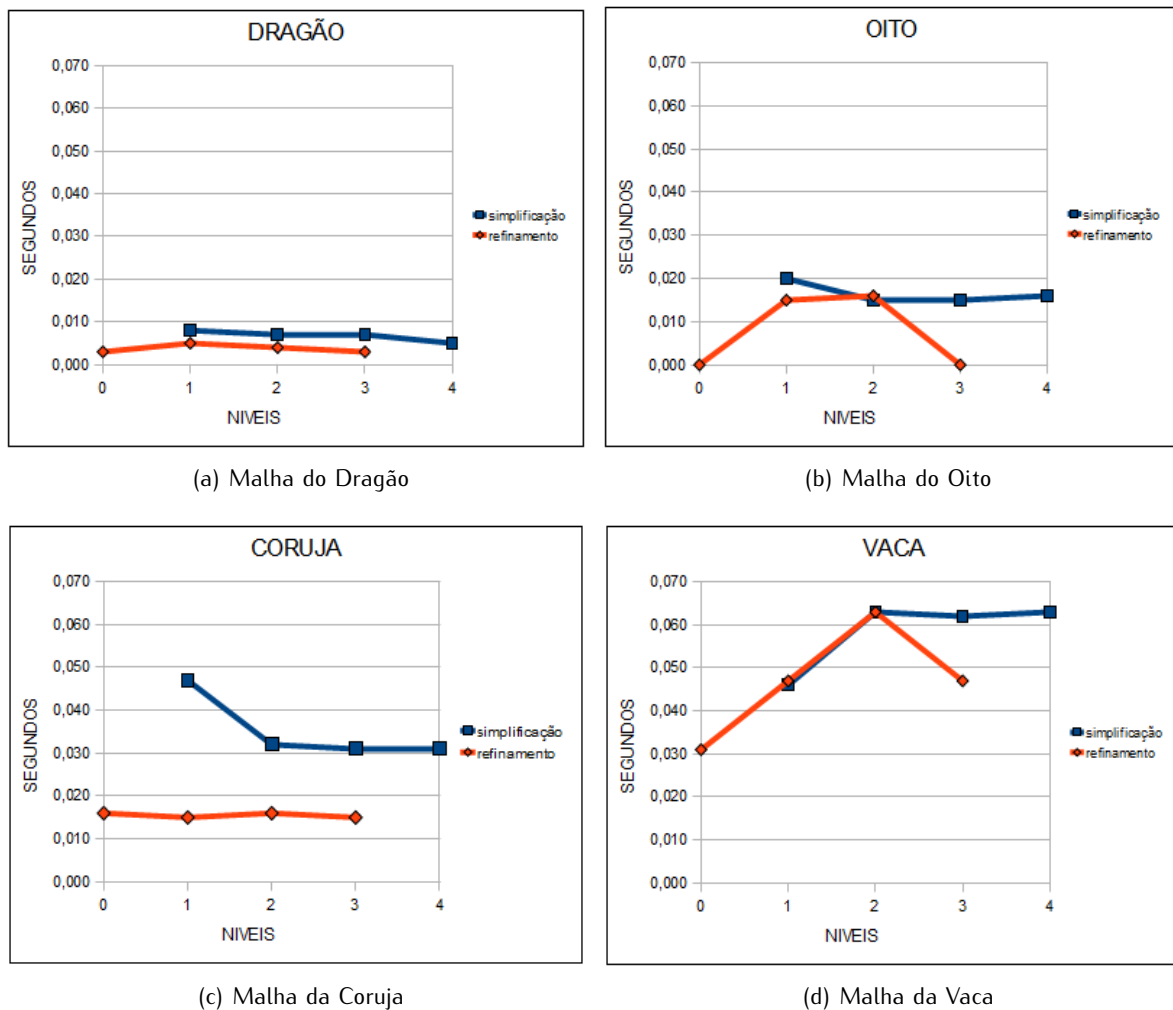 DRAGÃO
0,070
0,060
0,050
0,040
0,030
0,020
0,010
0,000
SEGUNDOS
0 1 2 3 4
NIVEIS
simplificação
refinamento
(a) Malha do Dragão
OITO
0,070
0,060
0,050
0,040
0,030
0,020
0,010
0,000
SEGUNDOS
0 1 2 3 4
NIVEIS
simplificação
refinamento
(b) Malha do Oito
CORUJA
0,070
0,060
0,050
0,040
0,030
0,020
0,010
0,000
SEGUNDOS
0 1 2 3 4
NIVEIS
simplificação
refinamento
(c) Malha da Coruja
VACA
0,070
0,060
0,050
0,040
0,030
0,020
0,010
0,000
SEGUNDOS
0 1 2 3 4
NIVEIS
simplificação
refinamento
(d) Malha da Vaca